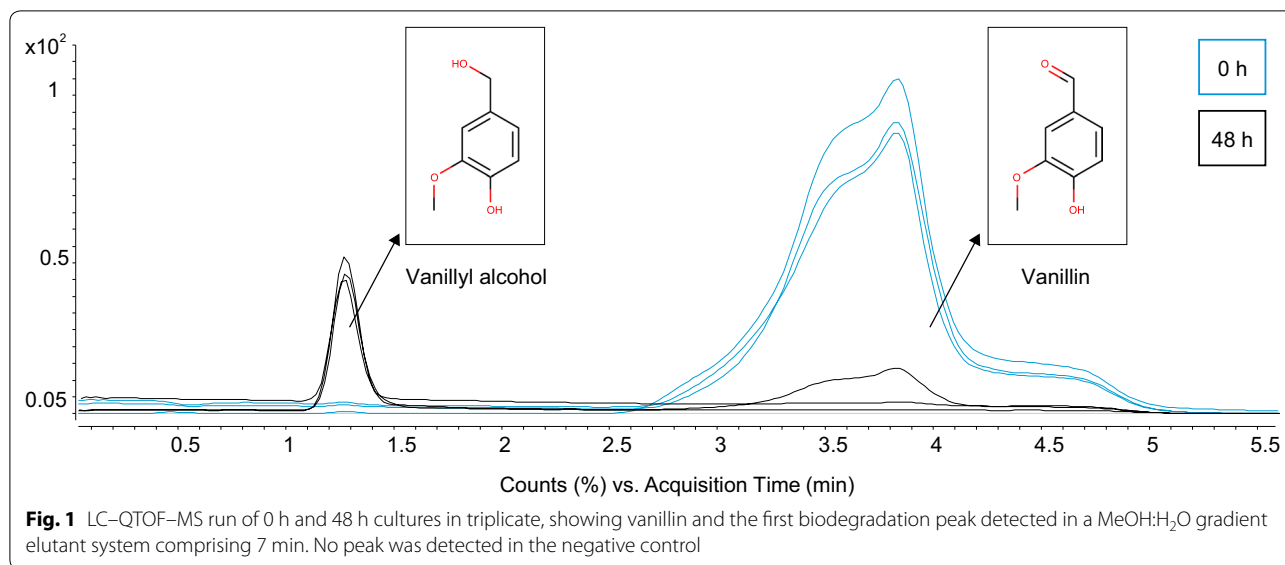 x10²
1
0.5
0.05
HO
O
OH
Vanillyl alcohol
O
O
OH
Vanillin
0 h
48 h
0.5 1 1.5 2 2.5 3 3.5 4 4.5 5 5.5
Counts (%) vs. Acquisition Time (min)
Fig. 1 LC–QTOF–MS run of 0 h and 48 h cultures in triplicate, showing vanillin and the first biodegradation peak detected in a MeOH:H₂O gradient
elutant system comprising 7 min. No peak was detected in the negative control